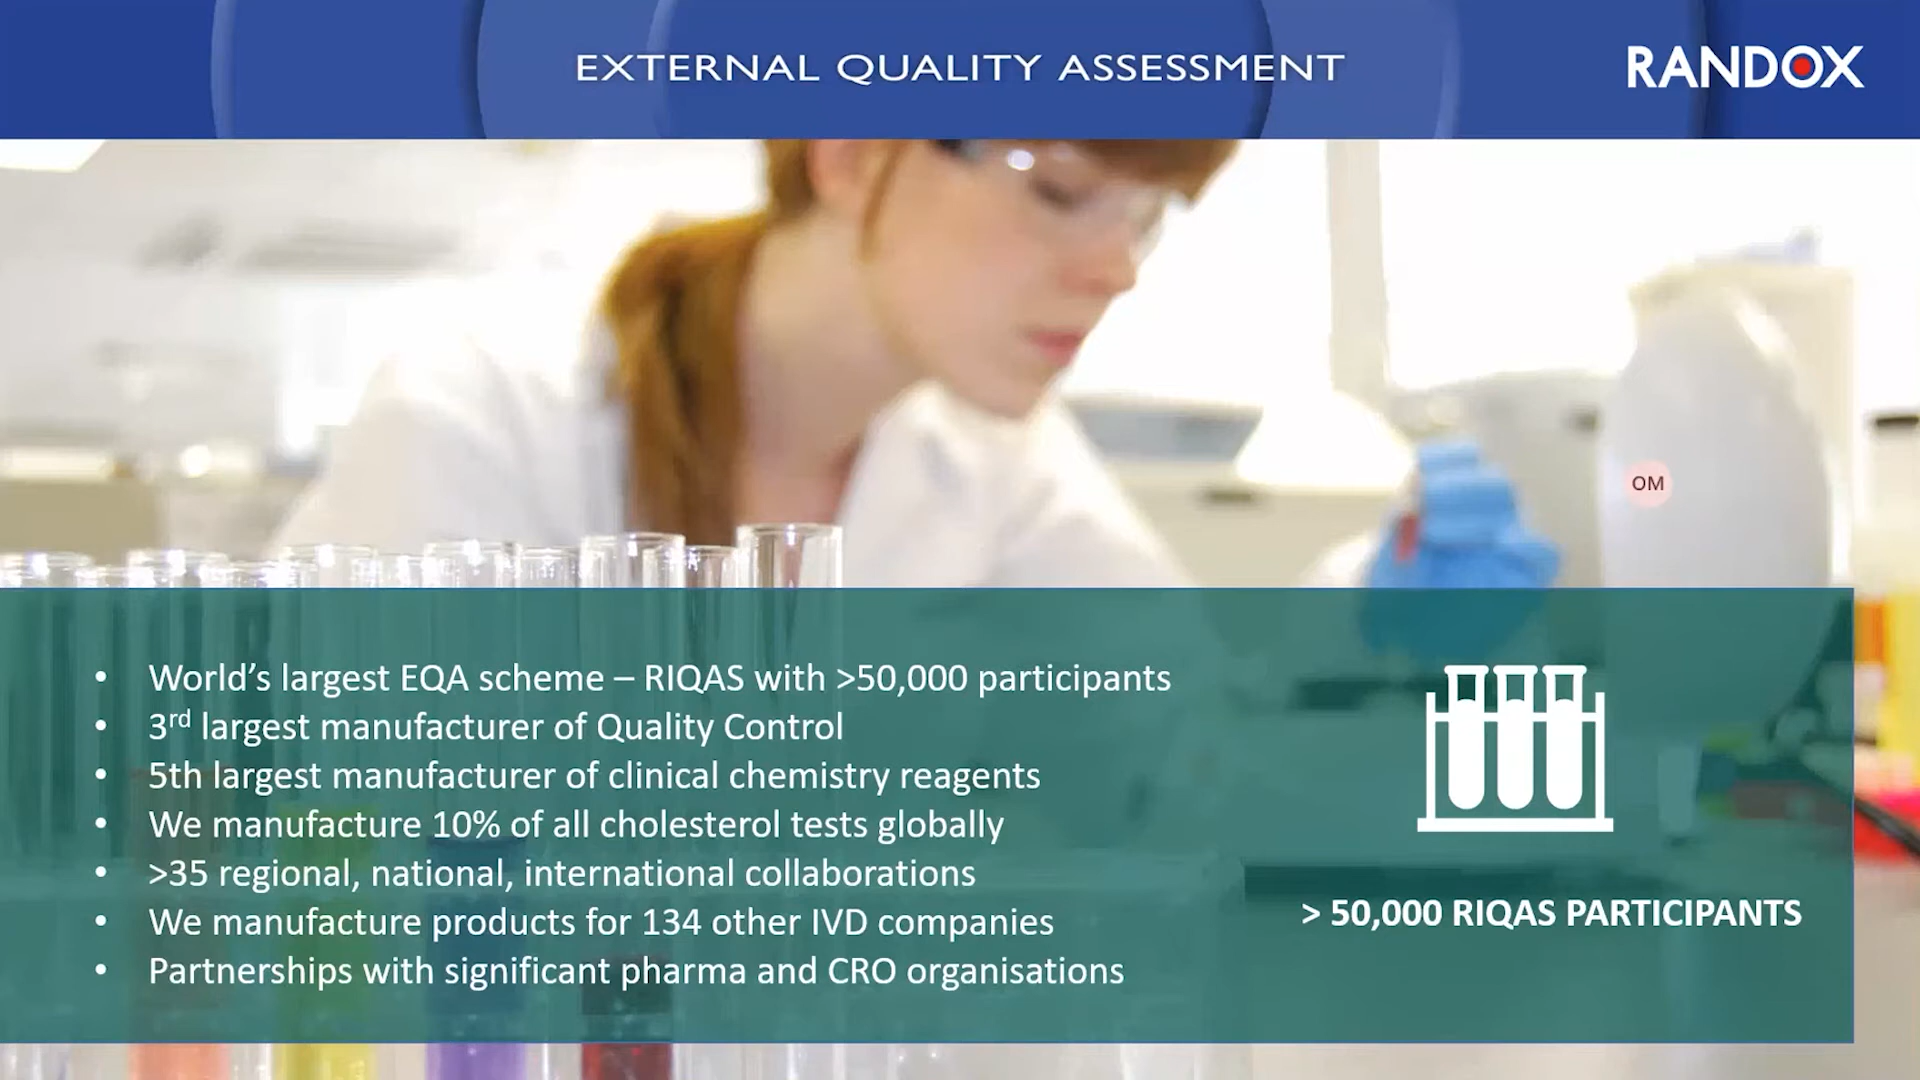 EXTERNAL QUALITY ASSESSMENT
RANDOX
OM
• World’s largest EQA scheme – RIQAS with >50,000 participants
• 3rd largest manufacturer of Quality Control
• 5th largest manufacturer of clinical chemistry reagents
• We manufacture 10% of all cholesterol tests globally
• >35 regional, national, international collaborations
• We manufacture products for 134 other IVD companies
• Partnerships with significant pharma and CRO organisations
> 50,000 RIQAS PARTICIPANTS